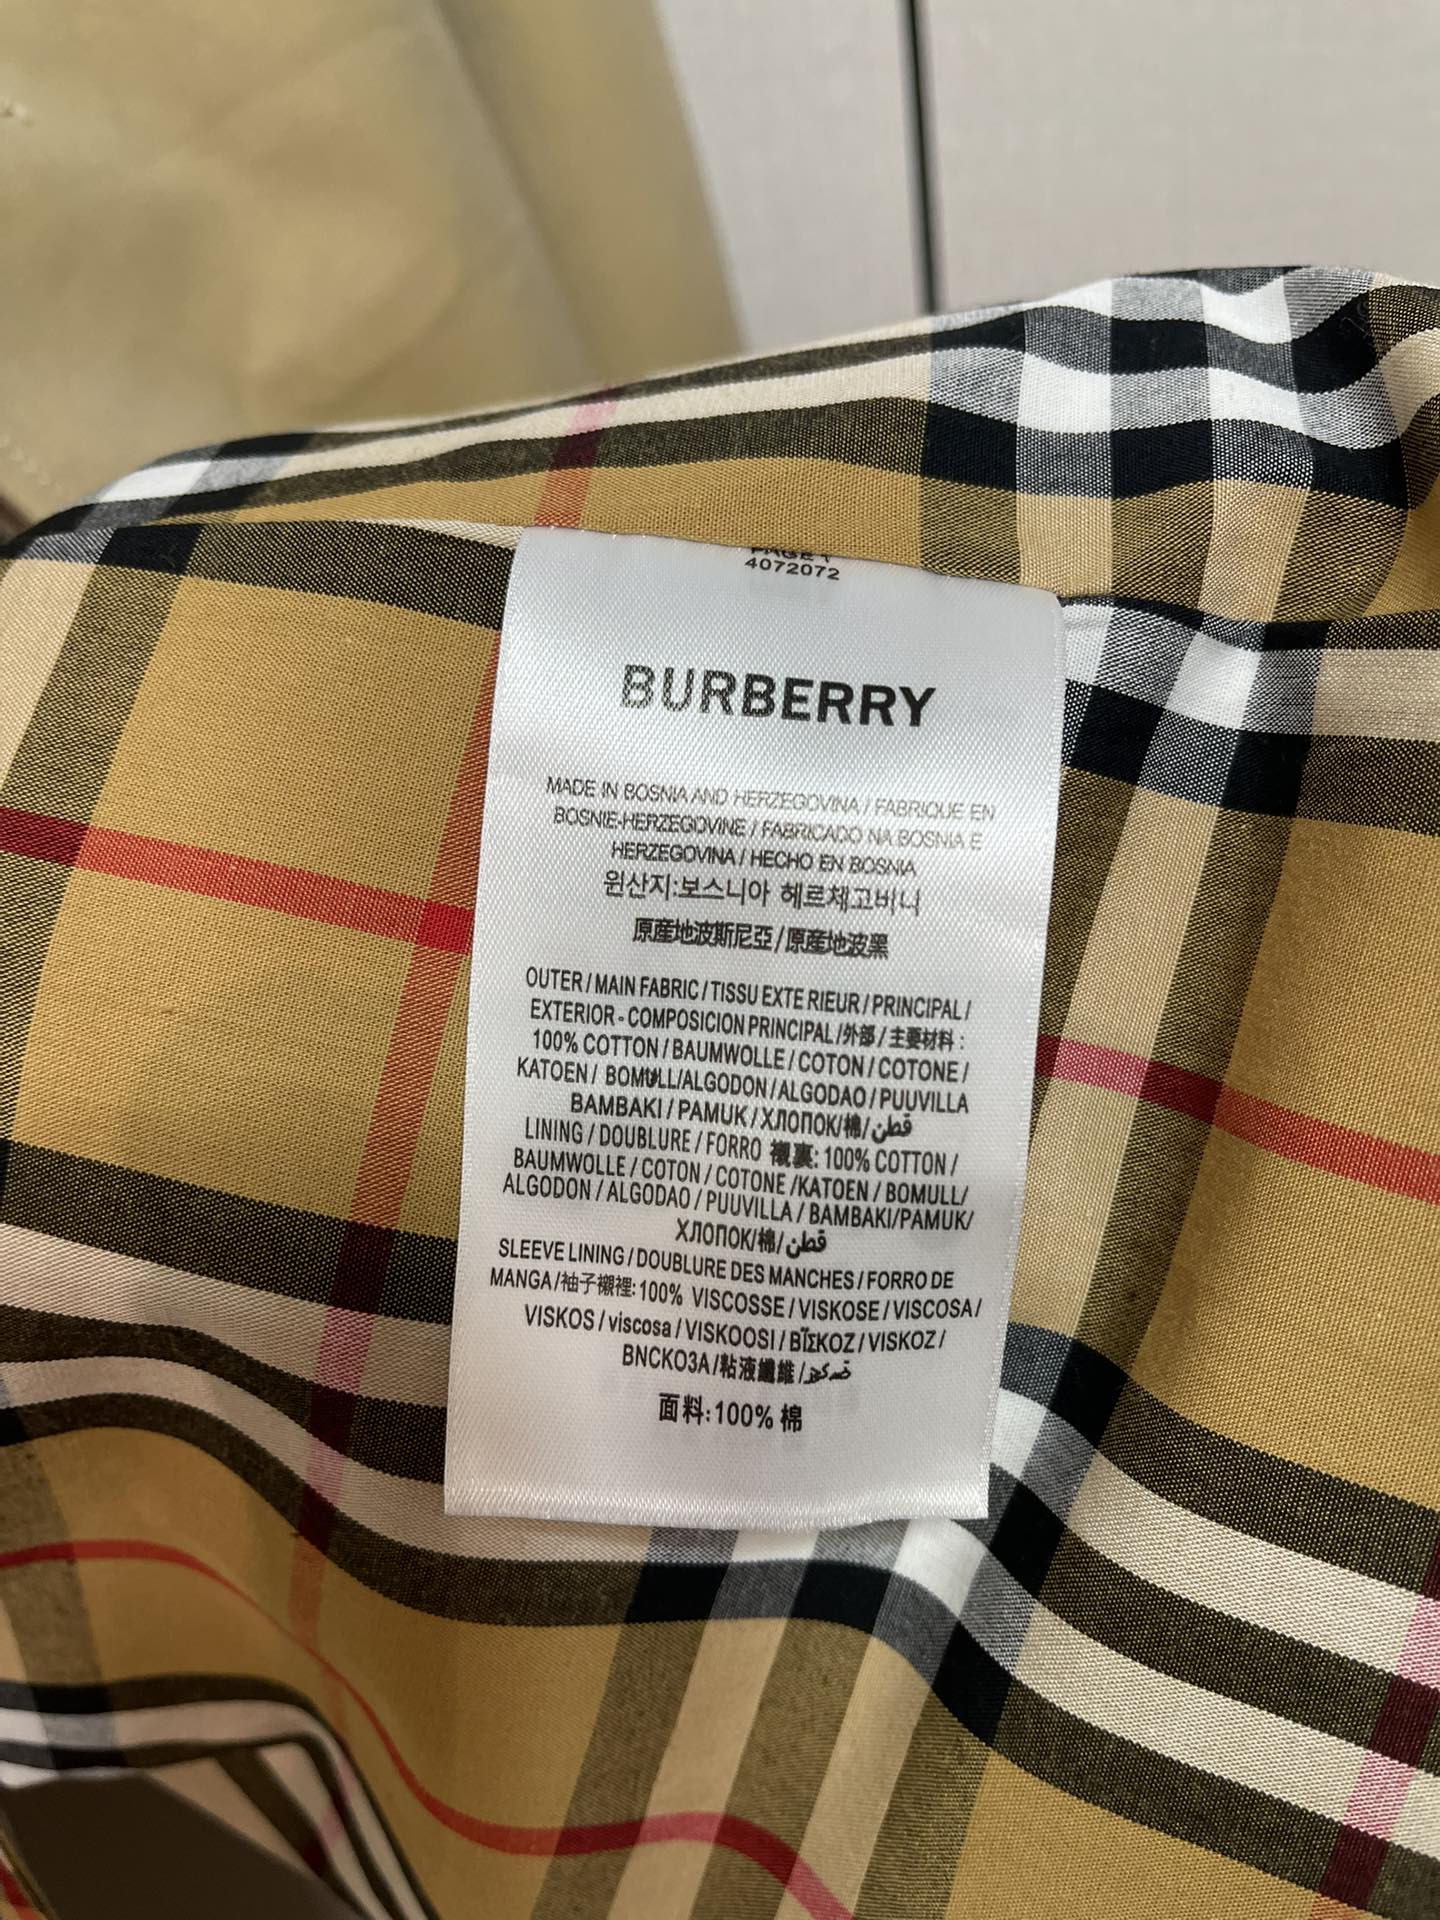 PAGE 1
4072072
BURBERRY
MADE IN BOSNIA AND HERZEGOVINA / FABRIQUE EN
BOSNIE-HERZEGOVINE / FABRICADO NA BOSNIA E
HERZEGOVINA / HECHO EN BOSNIA
원산지:보스니아 헤르체고비니
原産地波斯尼亞/原産地波黑
OUTER / MAIN FABRIC / TISSU EXTE RIEUR / PRINCIPAL /
EXTERIOR - COMPOSICION PRINCIPAL /外部 / 主要材料 :
100% COTTON / BAUMWOLLE / COTON / COTONE /
KATOEN / BOMULL/ALGODON / ALGODAO / PUUVILLA
BAMBAKI / PAMUK / ХЛОПОК/棉/قطن
LINING / DOUBLURE / FORRO 襯裏: 100% COTTON /
BAUMWOLLE / COTON / COTONE /KATOEN / BOMULL/
ALGODON / ALGODAO / PUUVILLA / BAMBAKI/PAMUK/
ХЛОПОК/棉/قطن
SLEEVE LINING / DOUBLURE DES MANCHES / FORRO DE
MANGA /袖子襯裡:100% VISCOSSE / VISKOSE / VISCOSA /
VISKOS / viscosa / VISKOOSI / ΒΪΣΚΟΖ / VISKOZ /
BNCKO3A /粘液纖維 /
面料:100% 棉